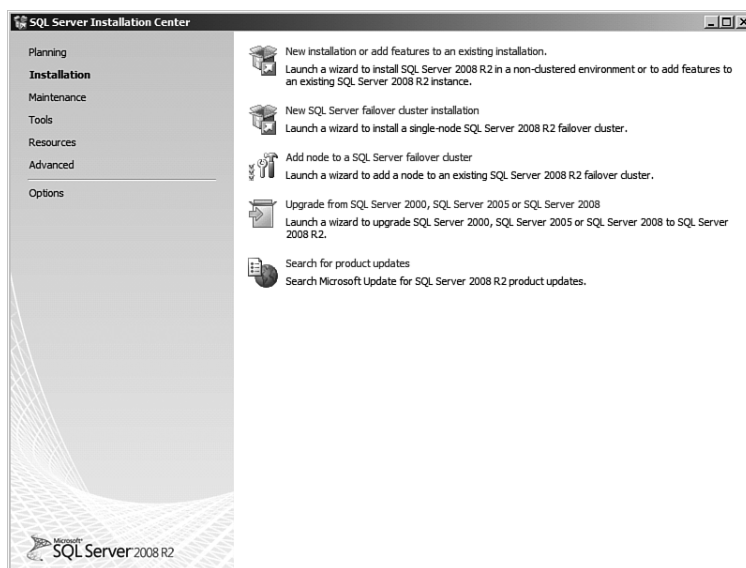 SQL Server Installation Center
Planning
Installation
Maintenance
Tools
Resources
Advanced
Options
New installation or add features to an existing installation.
Launch a wizard to install SQL Server 2008 R2 in a non-clustered environment or to add features to
an existing SQL Server 2008 R2 instance.
New SQL Server failover cluster installation
Launch a wizard to install a single-node SQL Server 2008 R2 failover cluster.
Add node to a SQL Server failover cluster
Launch a wizard to add a node to an existing SQL Server 2008 R2 failover cluster.
Upgrade from SQL Server 2000, SQL Server 2005 or SQL Server 2008
Launch a wizard to upgrade SQL Server 2000, SQL Server 2005 or SQL Server 2008 to SQL Server
2008 R2.
Search for product updates
Search Microsoft Update for SQL Server 2008 R2 product updates.
Microsoft
SQL Server 2008 R2